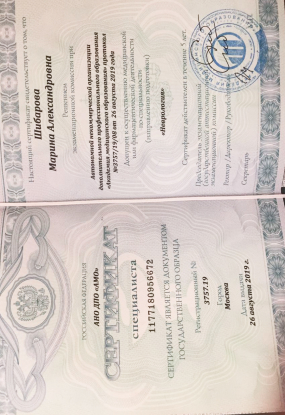 РОССИЙСКАЯ ФЕДЕРАЦИЯ
АНО ДПО «АМО»
СЕРТИФИКАТ
специалиста
1177180956672
СЕРТИФИКАТ ЯВЛЯЕТСЯ ДОКУМЕНТОМ
ГОСУДАРСТВЕННОГО ОБРАЗЦА
Регистрационный №
3757.19
Город
Москва
Дата выдачи
26 августа 2019 г.
Настоящий сертификат свидетельствует о том, что
Шабарова
Марина Александровна
Решением
экзаменационной комиссии при
Автономной некоммерческой организации
дополнительного профессионального образования
«Академия медицинского образования» протокол
№3757/19/08 от 26 августа 2019 года
Допущен к осуществлению медицинской
или фармацевтической деятельности
по специальности
(направлению подготовки)
«Неврология»
Сертификат действителен в течение 5 лет.
Председатель экзаменационной
Ректор / Директор / Руководитель
Секретарь